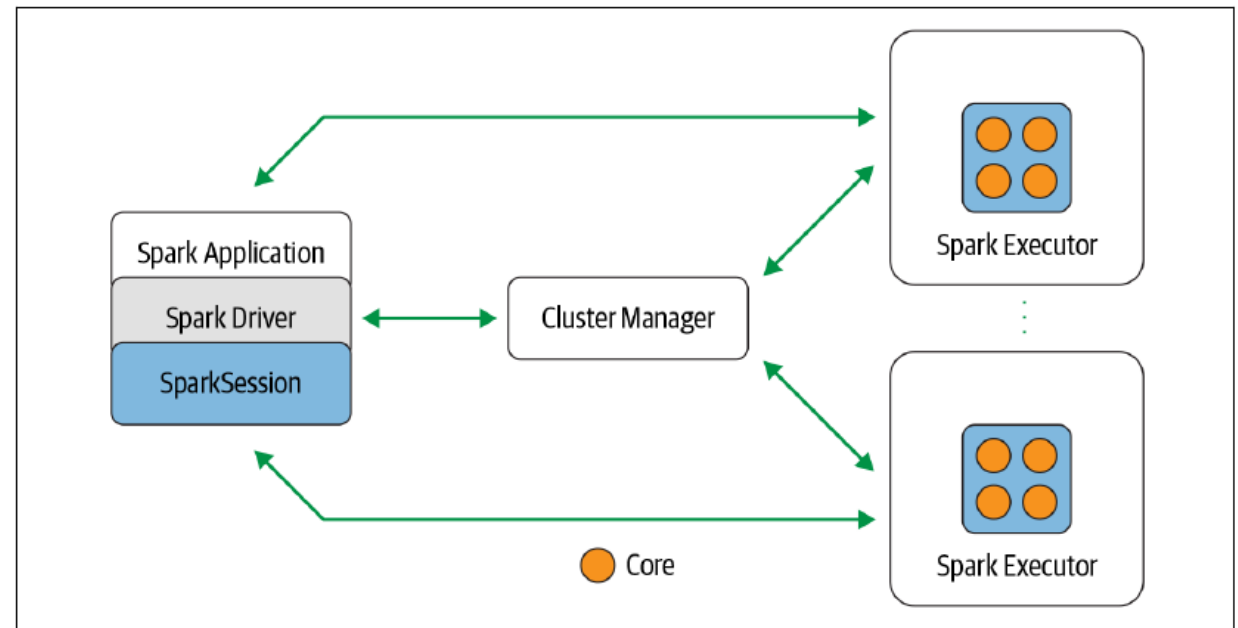 Spark Application
Spark Driver
SparkSession
Cluster Manager
Spark Executor
Spark Executor
Core